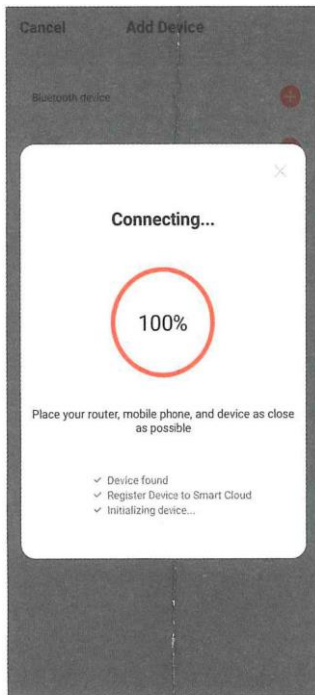 Cancel Add Device
Bluetooth device
Connecting...
100%
Place your router, mobile phone, and device as close
as possible
✓ Device found
✓ Register Device to Smart Cloud
✓ Initializing device...